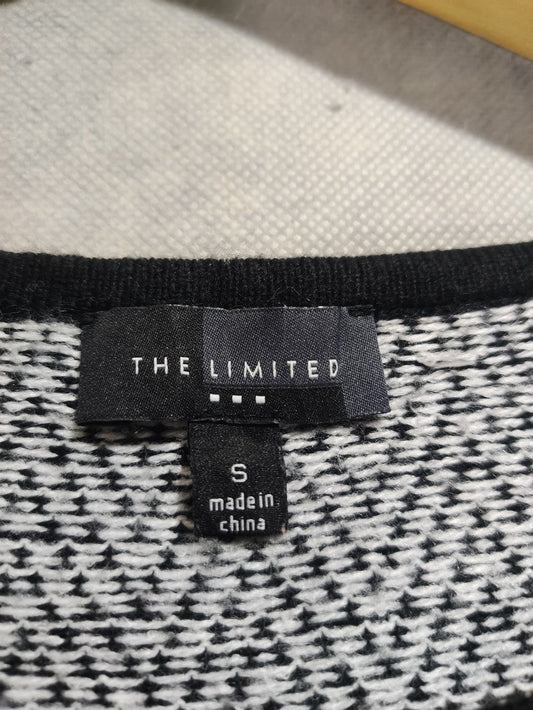 THE LIMITED
S
made in
china